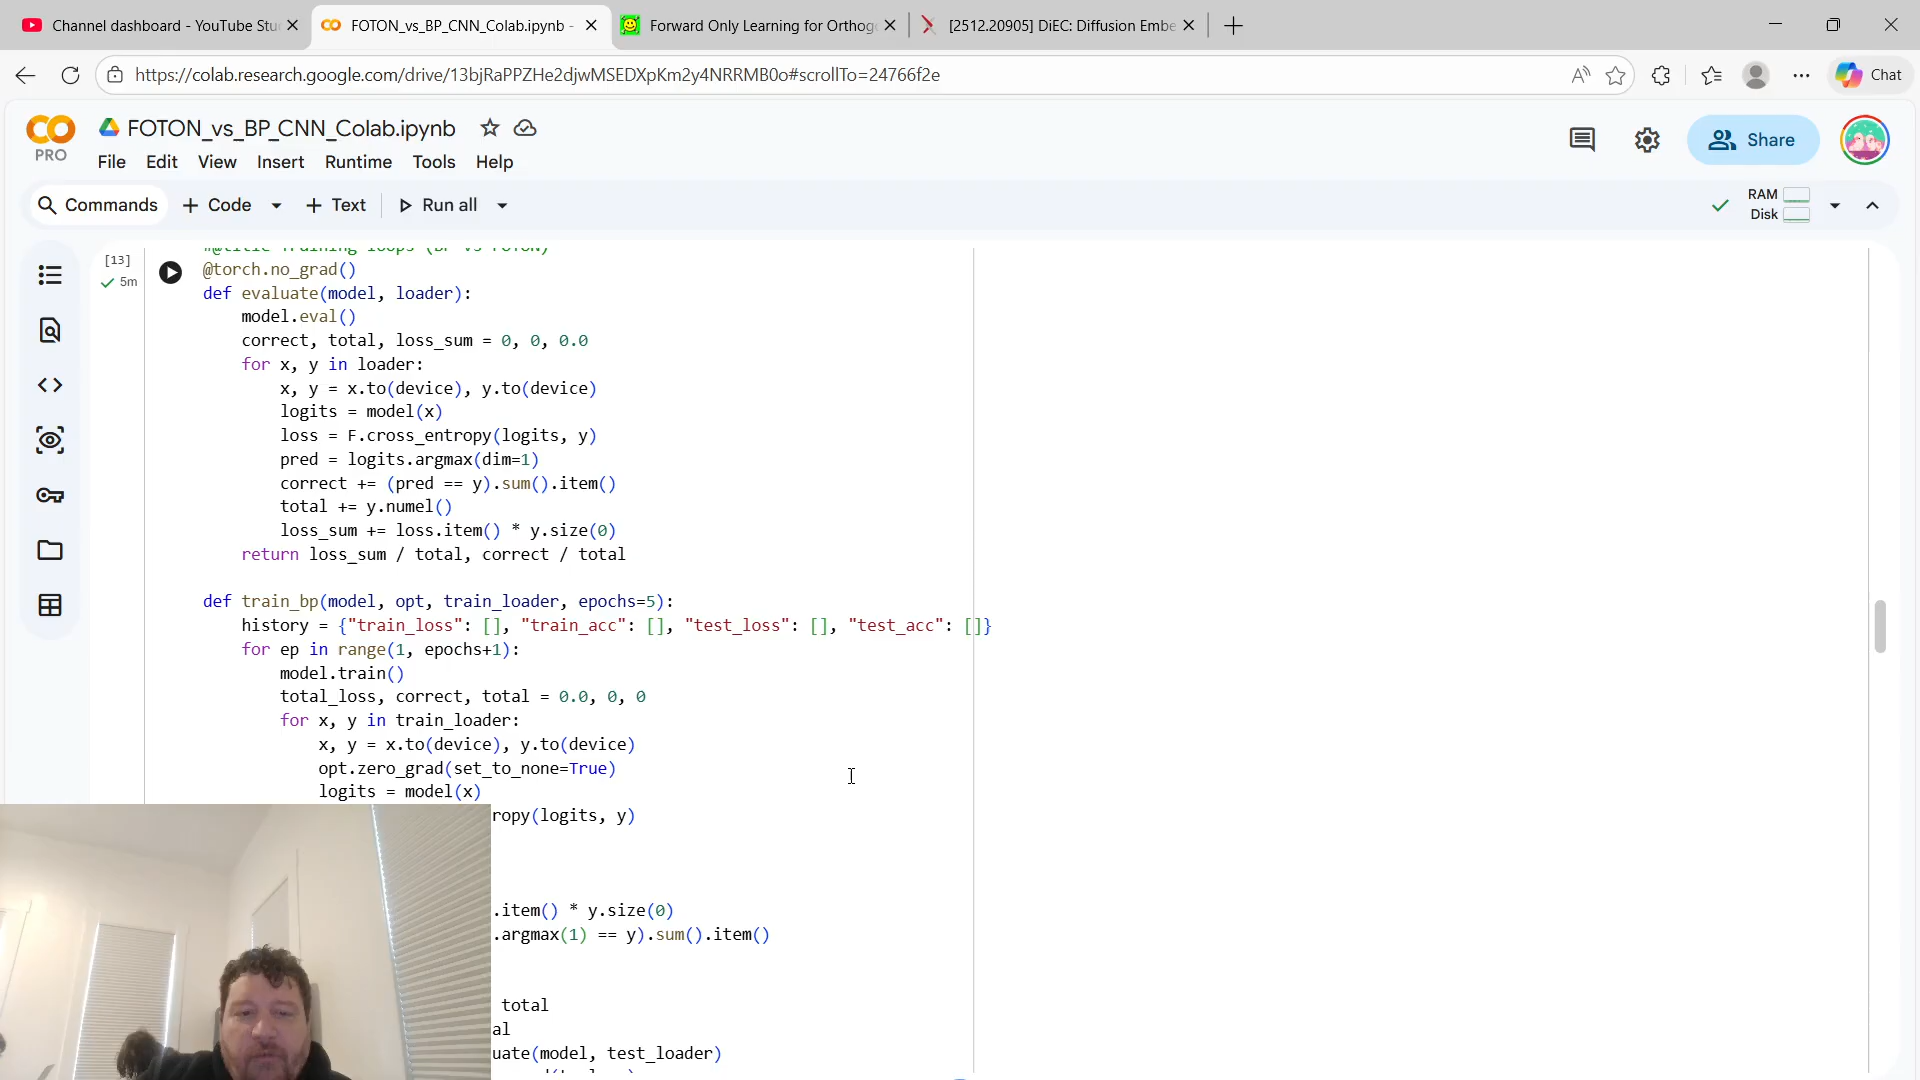 Channel dashboard - YouTube Stu
FOTON_vs_BP_CNN_Colab.ipynb -
Forward Only Learning for Orthog
[2512.20905] DiEC: Diffusion Embe
https://colab.research.google.com/drive/13bjRaPPZHe2djwMSEDXpKm2y4NRRMB0o#scrollTo=24766f2e
Chat
PRO
FOTON_vs_BP_CNN_Colab.ipynb
File Edit View Insert Runtime Tools Help
Share
Commands + Code + Text Run all
RAM
Disk
[13]
5m
#@title Training loops (BP vs FOTON)
@torch.no_grad()
def evaluate(model, loader):
model.eval()
correct, total, loss_sum = 0, 0, 0.0
for x, y in loader:
x, y = x.to(device), y.to(device)
logits = model(x)
loss = F.cross_entropy(logits, y)
pred = logits.argmax(dim=1)
correct += (pred == y).sum().item()
total += y.numel()
loss_sum += loss.item() * y.size(0)
return loss_sum / total, correct / total
def train_bp(model, opt, train_loader, epochs=5):
history = {"train_loss": [], "train_acc": [], "test_loss": [], "test_acc": []}
for ep in range(1, epochs+1):
model.train()
total_loss, correct, total = 0.0, 0, 0
for x, y in train_loader:
x, y = x.to(device), y.to(device)
opt.zero_grad(set_to_none=True)
logits = model(x)
ropy(logits, y)
.item() * y.size(0)
.argmax(1) == y).sum().item()
total
al
uate(model, test_loader)